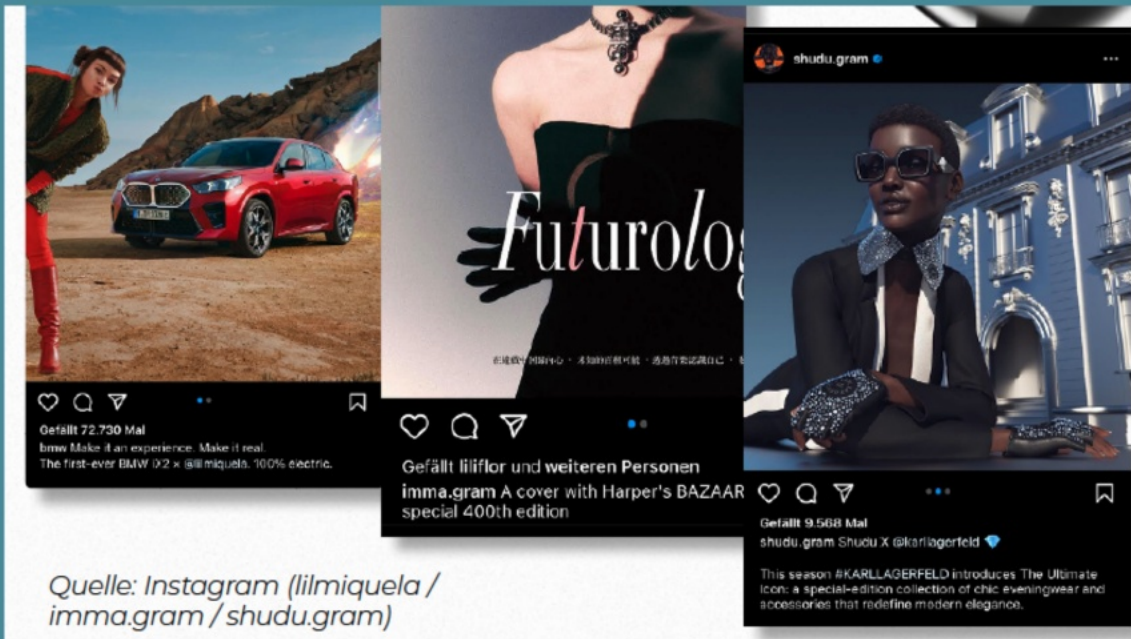 Gefällt 72.730 Mal
bmw Make it an experience. Make it real.
The first-ever BMW iX2 × @lilmiquela. 100% electric.
Futurolog
Gefällt liliflor und weiteren Personen
imma.gram A cover with Harper's BAZAAR
special 400th edition
shudu.gram
Gefällt 9.568 Mal
shudu.gram Shudu X @karllagerfeld 💎
This season #KARLLAGERFELD introduces The Ultimate
Icon: a special-edition collection of chic eveningwear and
accessories that redefine modern elegance.
Quelle: Instagram (lilmiquela /
imma.gram / shudu.gram)